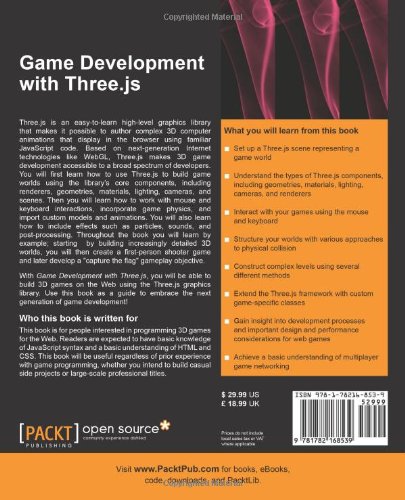 Copyrighted Material
Game Development
with Three.js
Three.js is an easy-to-learn high-level graphics library
that makes it possible to author complex 3D computer
animations that display in the browser using familiar
JavaScript code. Based on next-generation Internet
technologies like WebGL, Three.js makes 3D game
development accessible to a broad spectrum of developers.
You will first learn how to use Three.js to build game
worlds using the library's core components, including
renderers, geometries, materials, lighting, cameras, and
scenes. Then you will learn how to work with mouse and
keyboard interactions, incorporate game physics, and
import custom models and animations. You will also learn
how to include effects such as particles, sounds, and
post-processing. Throughout the book you will learn by
example; starting by building increasingly detailed 3D
worlds, you will then create a first-person shooter game
and later develop a "capture the flag" gameplay objective.
With Game Development with Three.js, you will be able to
build 3D games on the Web using the Three.js graphics
library. Use this book as a guide to embrace the next
generation of game development!
Who this book is written for
This book is for people interested in programming 3D games
for the Web. Readers are expected to have basic knowledge
of JavaScript syntax and a basic understanding of HTML and
CSS. This book will be useful regardless of prior experience
with game programming, whether you intend to build casual
side projects or large-scale professional titles.
What you will learn from this book
Set up a Three.js scene representing a
game world
Understand the types of Three.js components,
including geometries, materials, lighting,
cameras, and renderers
Interact with your games using the mouse
and keyboard
Structure your worlds with various approaches
to physical collision
Construct complex levels using several
different methods
Extend the Three.js framework with custom
game-specific classes
Gain insight into development processes
and important design and performance
considerations for web games
Achieve a basic understanding of multiplayer
game networking
$ 29.99 US
£ 18.99 UK
Prices do not include
local sales tax or VAT
where applicable
ISBN 978-1-78216-853-9
52999
9 781782 168539
[PACKT]
PUBLISHING
open source*
community experience distilled
Visit www.PacktPub.com for books, eBooks,
code, downloads, and PacktLib.
Copyrighted Material